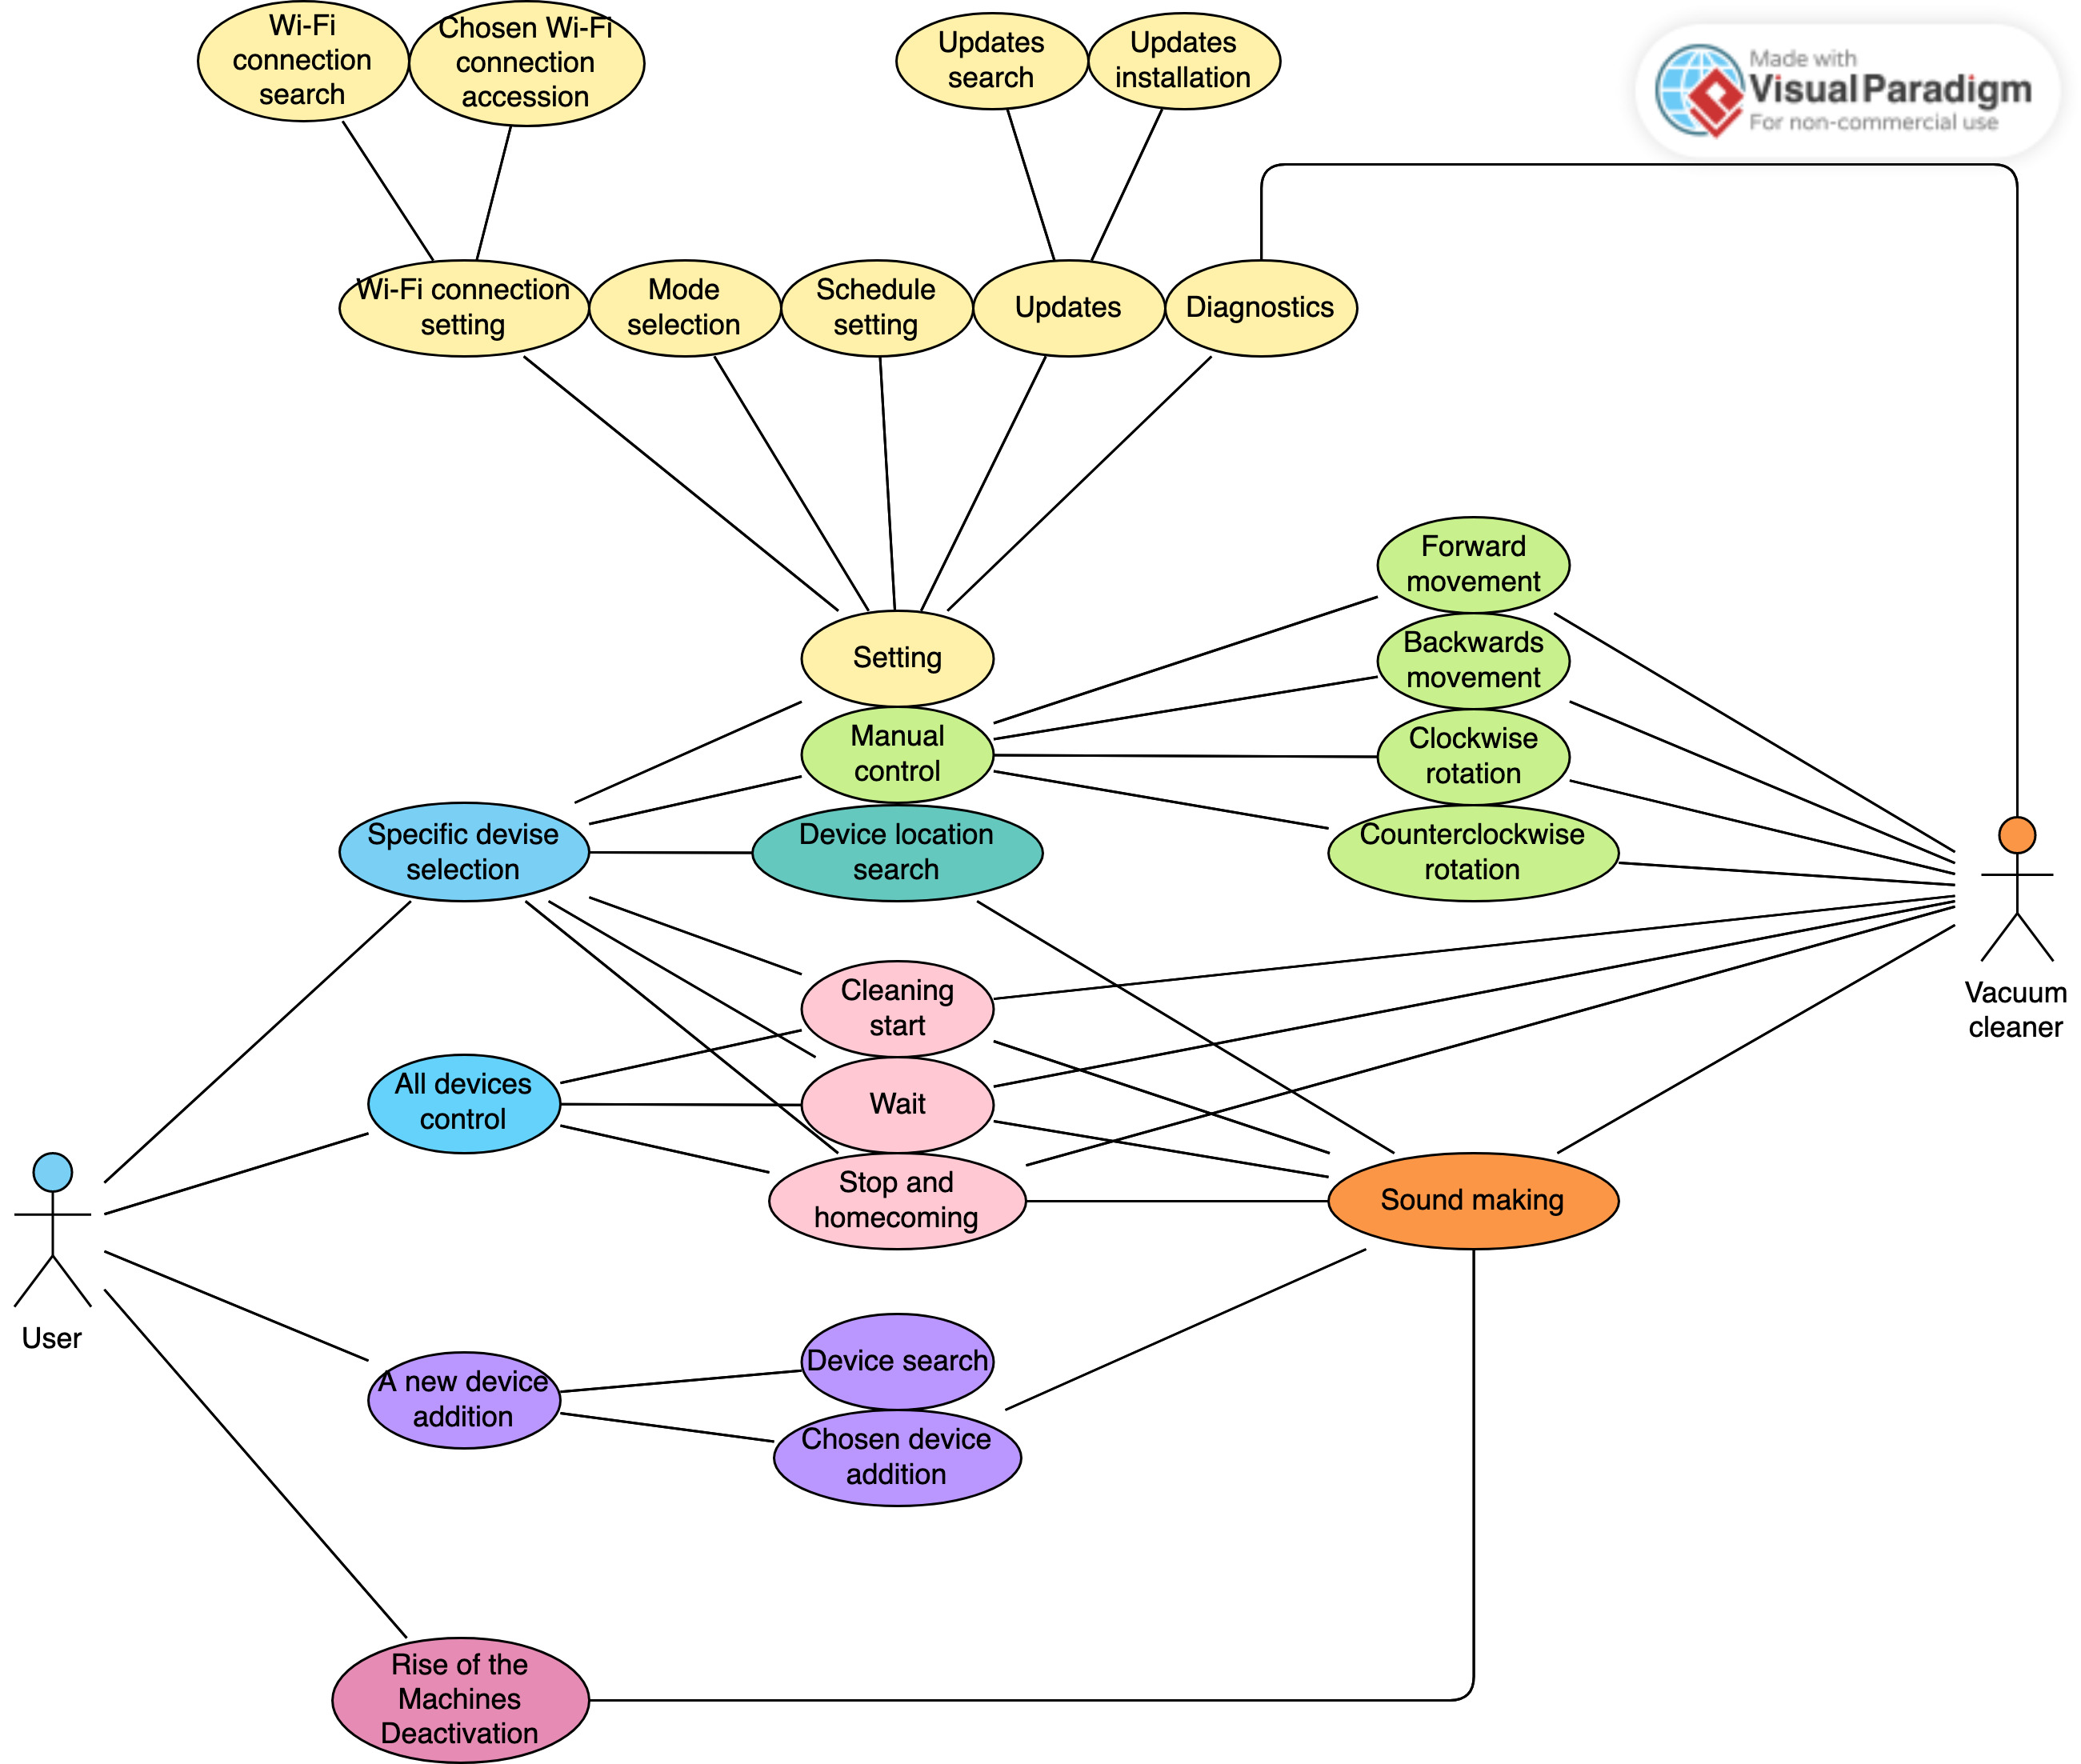 Wi-Fi
connection
search
Chosen Wi-Fi
connection
accession
Updates
search
Updates
installation
Made with
Visual Paradigm
For non-commercial use
Wi-Fi connection
setting
Mode
selection
Schedule
setting
Updates
Diagnostics
Forward
movement
Setting
Backwards
movement
Manual
control
Clockwise
rotation
Specific devise
selection
Device location
search
Counterclockwise
rotation
Vacuum
cleaner
Cleaning
start
All devices
control
Wait
Stop and
homecoming
Sound making
User
Device search
A new device
addition
Chosen device
addition
Rise of the
Machines
Deactivation